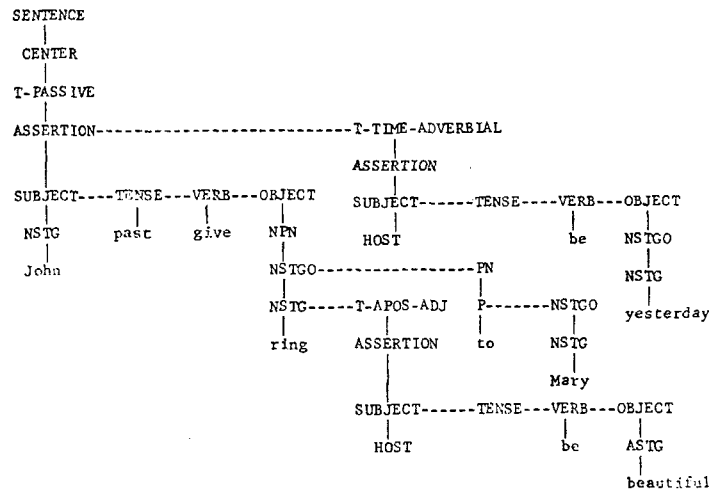 SENTENCE
CENTER
T-PASSIVE
ASSERTION T-TIME-ADVERBIAL
ASSERTION
SUBJECT TENSE VERB OBJECT SUBJECT TENSE VERB OBJECT
NSTG past give NPN HOST be NSTGO
John NSTGO PN NSTG
NSTG T-APOS-ADJ P NSTGO yesterday
ring ASSERTION to NSTG
Mary
SUBJECT TENSE VERB OBJECT
HOST be ASTG
beautiful